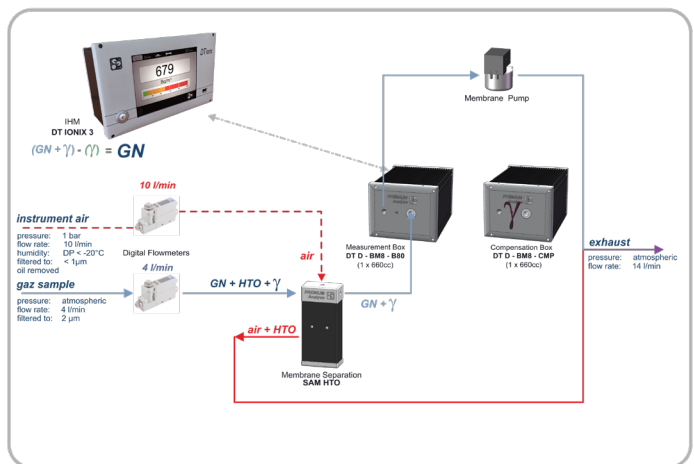 679
Bq/m³
IHM
DT IONIX 3
(GN + γ) - (γ) = GN
Membrane Pump
10 l/min
instrument air
pressure: 1 bar
flow rate: 10 l/min
humidity: DP < -20°C
filtered to: < 1µm
oil removed
Digital Flowmeters
air
4 l/min
gaz sample
pressure: atmospheric
flow rate: 4 l/min
filtered to: 2 µm
GN + HTO + γ
GN + γ
Measurement Box
DT D - BM8 - B80
(1 x 660cc)
γ
Compensation Box
DT D - BM8 - CMP
(1 x 660cc)
exhaust
pressure: atmospheric
flow rate: 14 l/min
air + HTO
Membrane Separation
SAM HTO